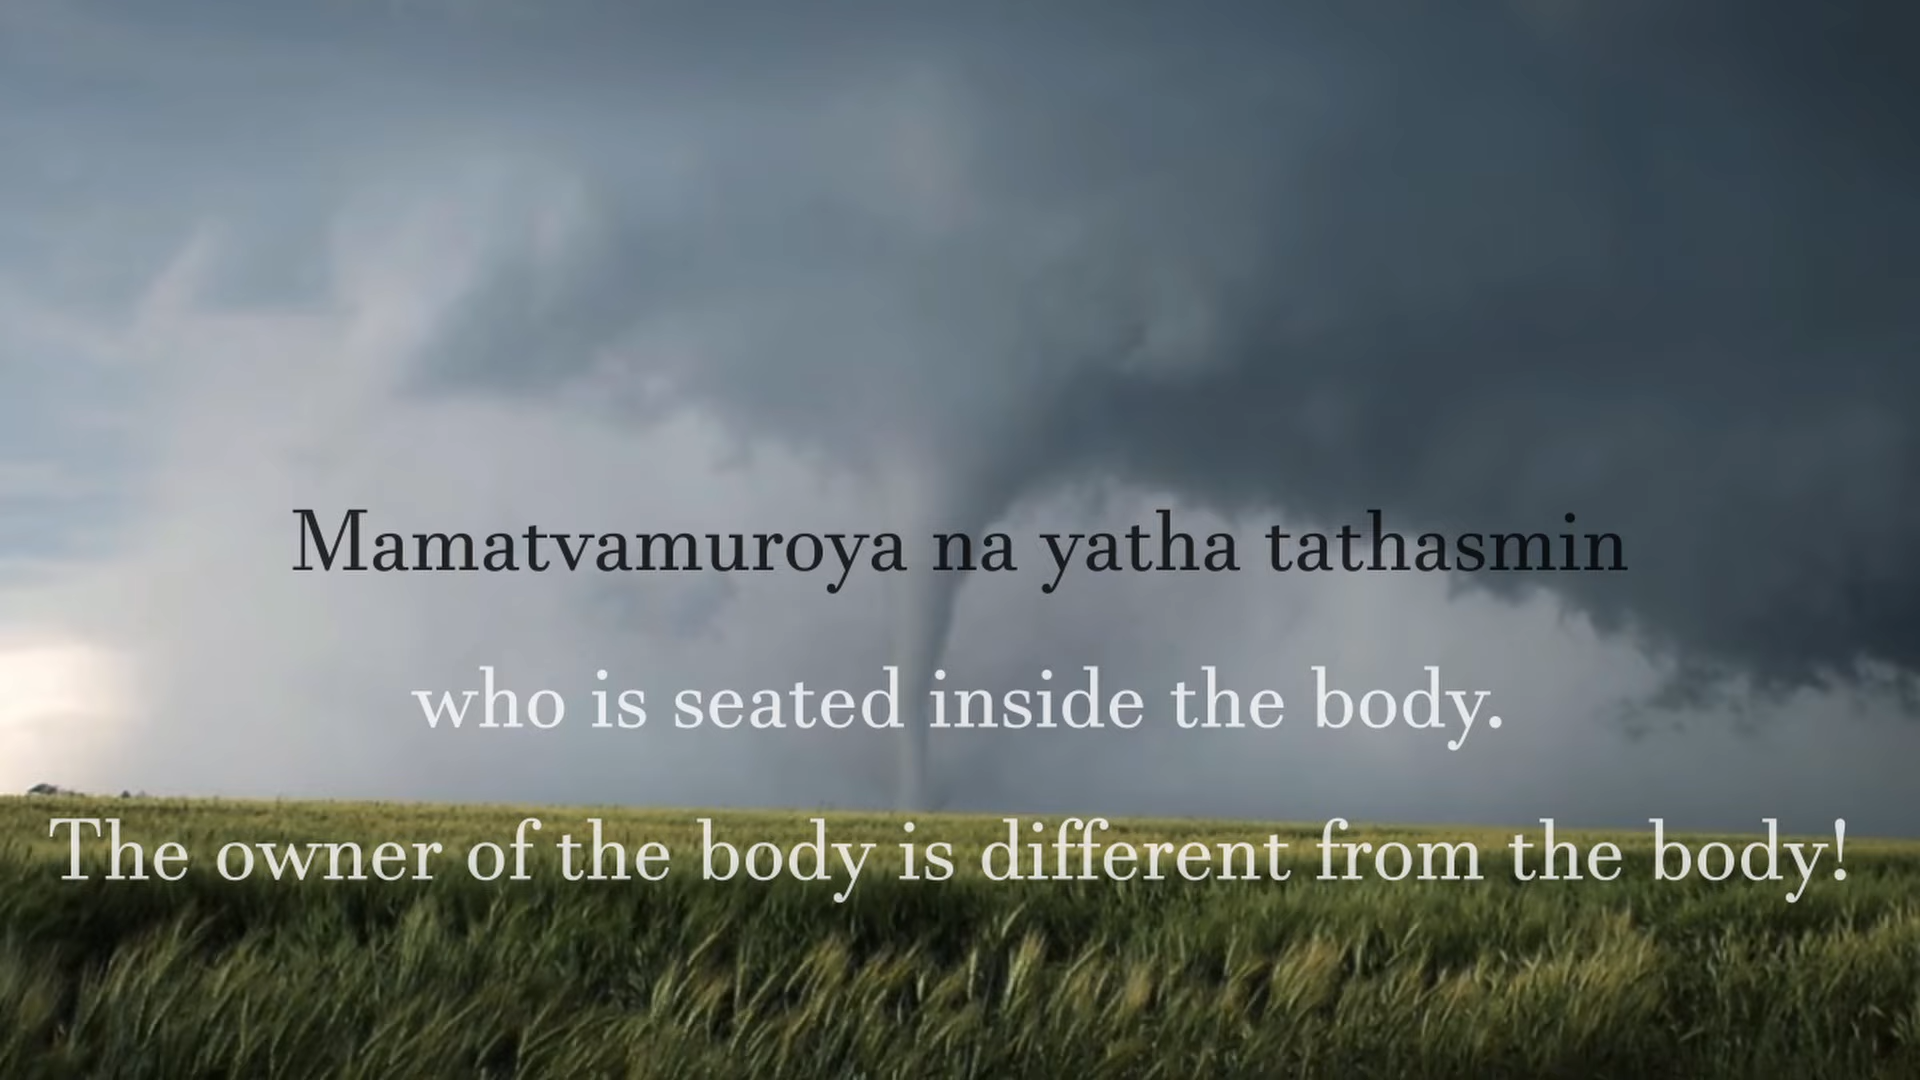 Mamatvamuroya na yatha tathasmin
who is seated inside the body.
The owner of the body is different from the body!